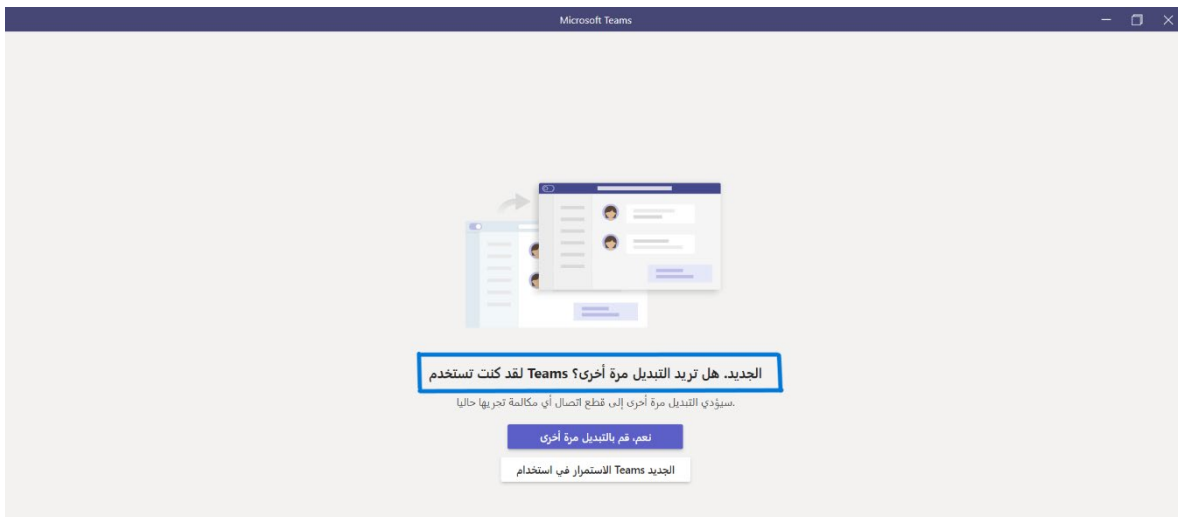 Microsoft Teams
لقد كنت تستخدم Teams الجديد. هل تريد التبديل مرة أخرى؟
سيؤدي التبديل مرة أخرى إلى قطع اتصال أي مكالمة تجريها حاليا.
نعم، قم بالتبديل مرة أخرى
الاستمرار في استخدام Teams الجديد